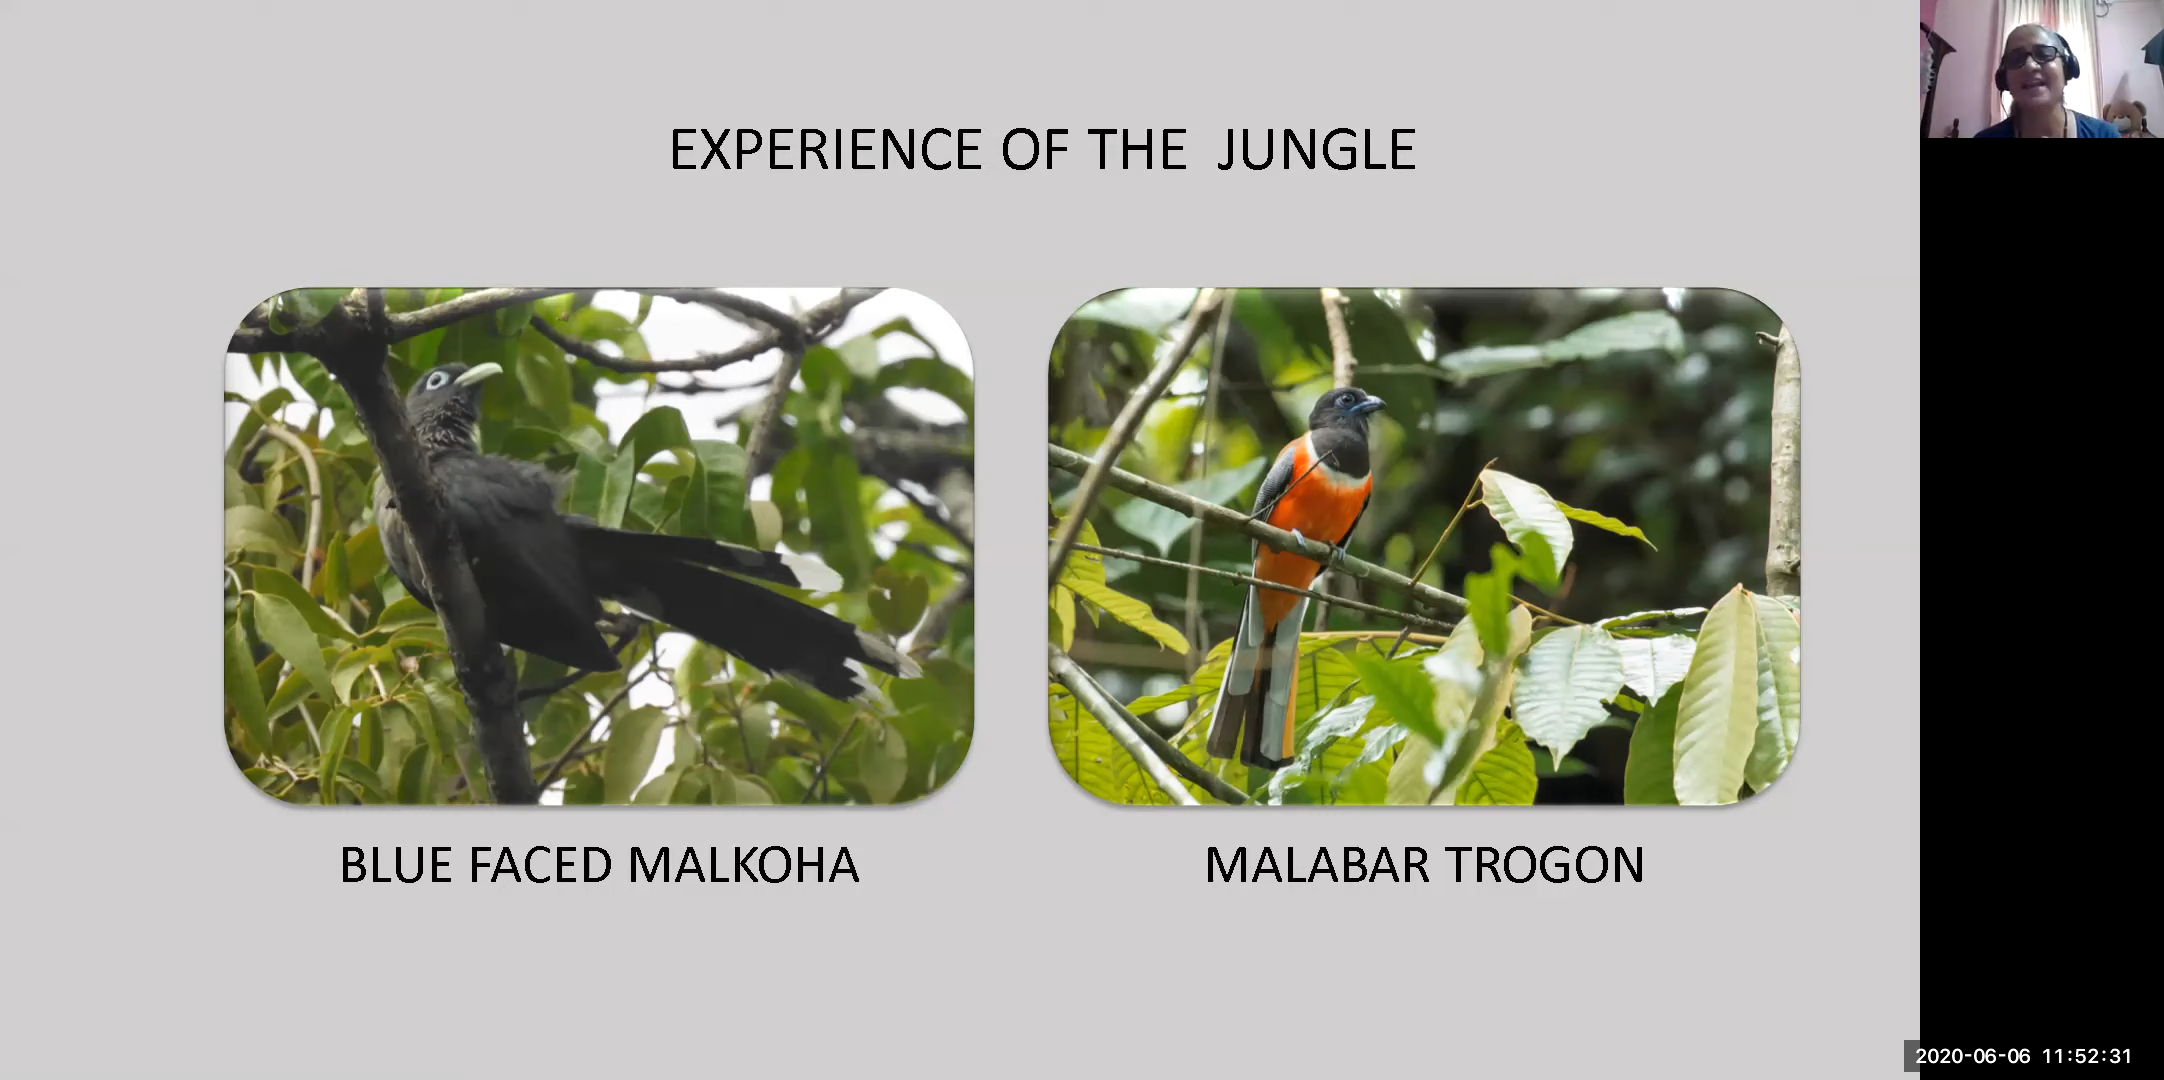 EXPERIENCE OF THE JUNGLE
BLUE FACED MALKOHA
MALABAR TROGON
2020-06-06 11:52:31